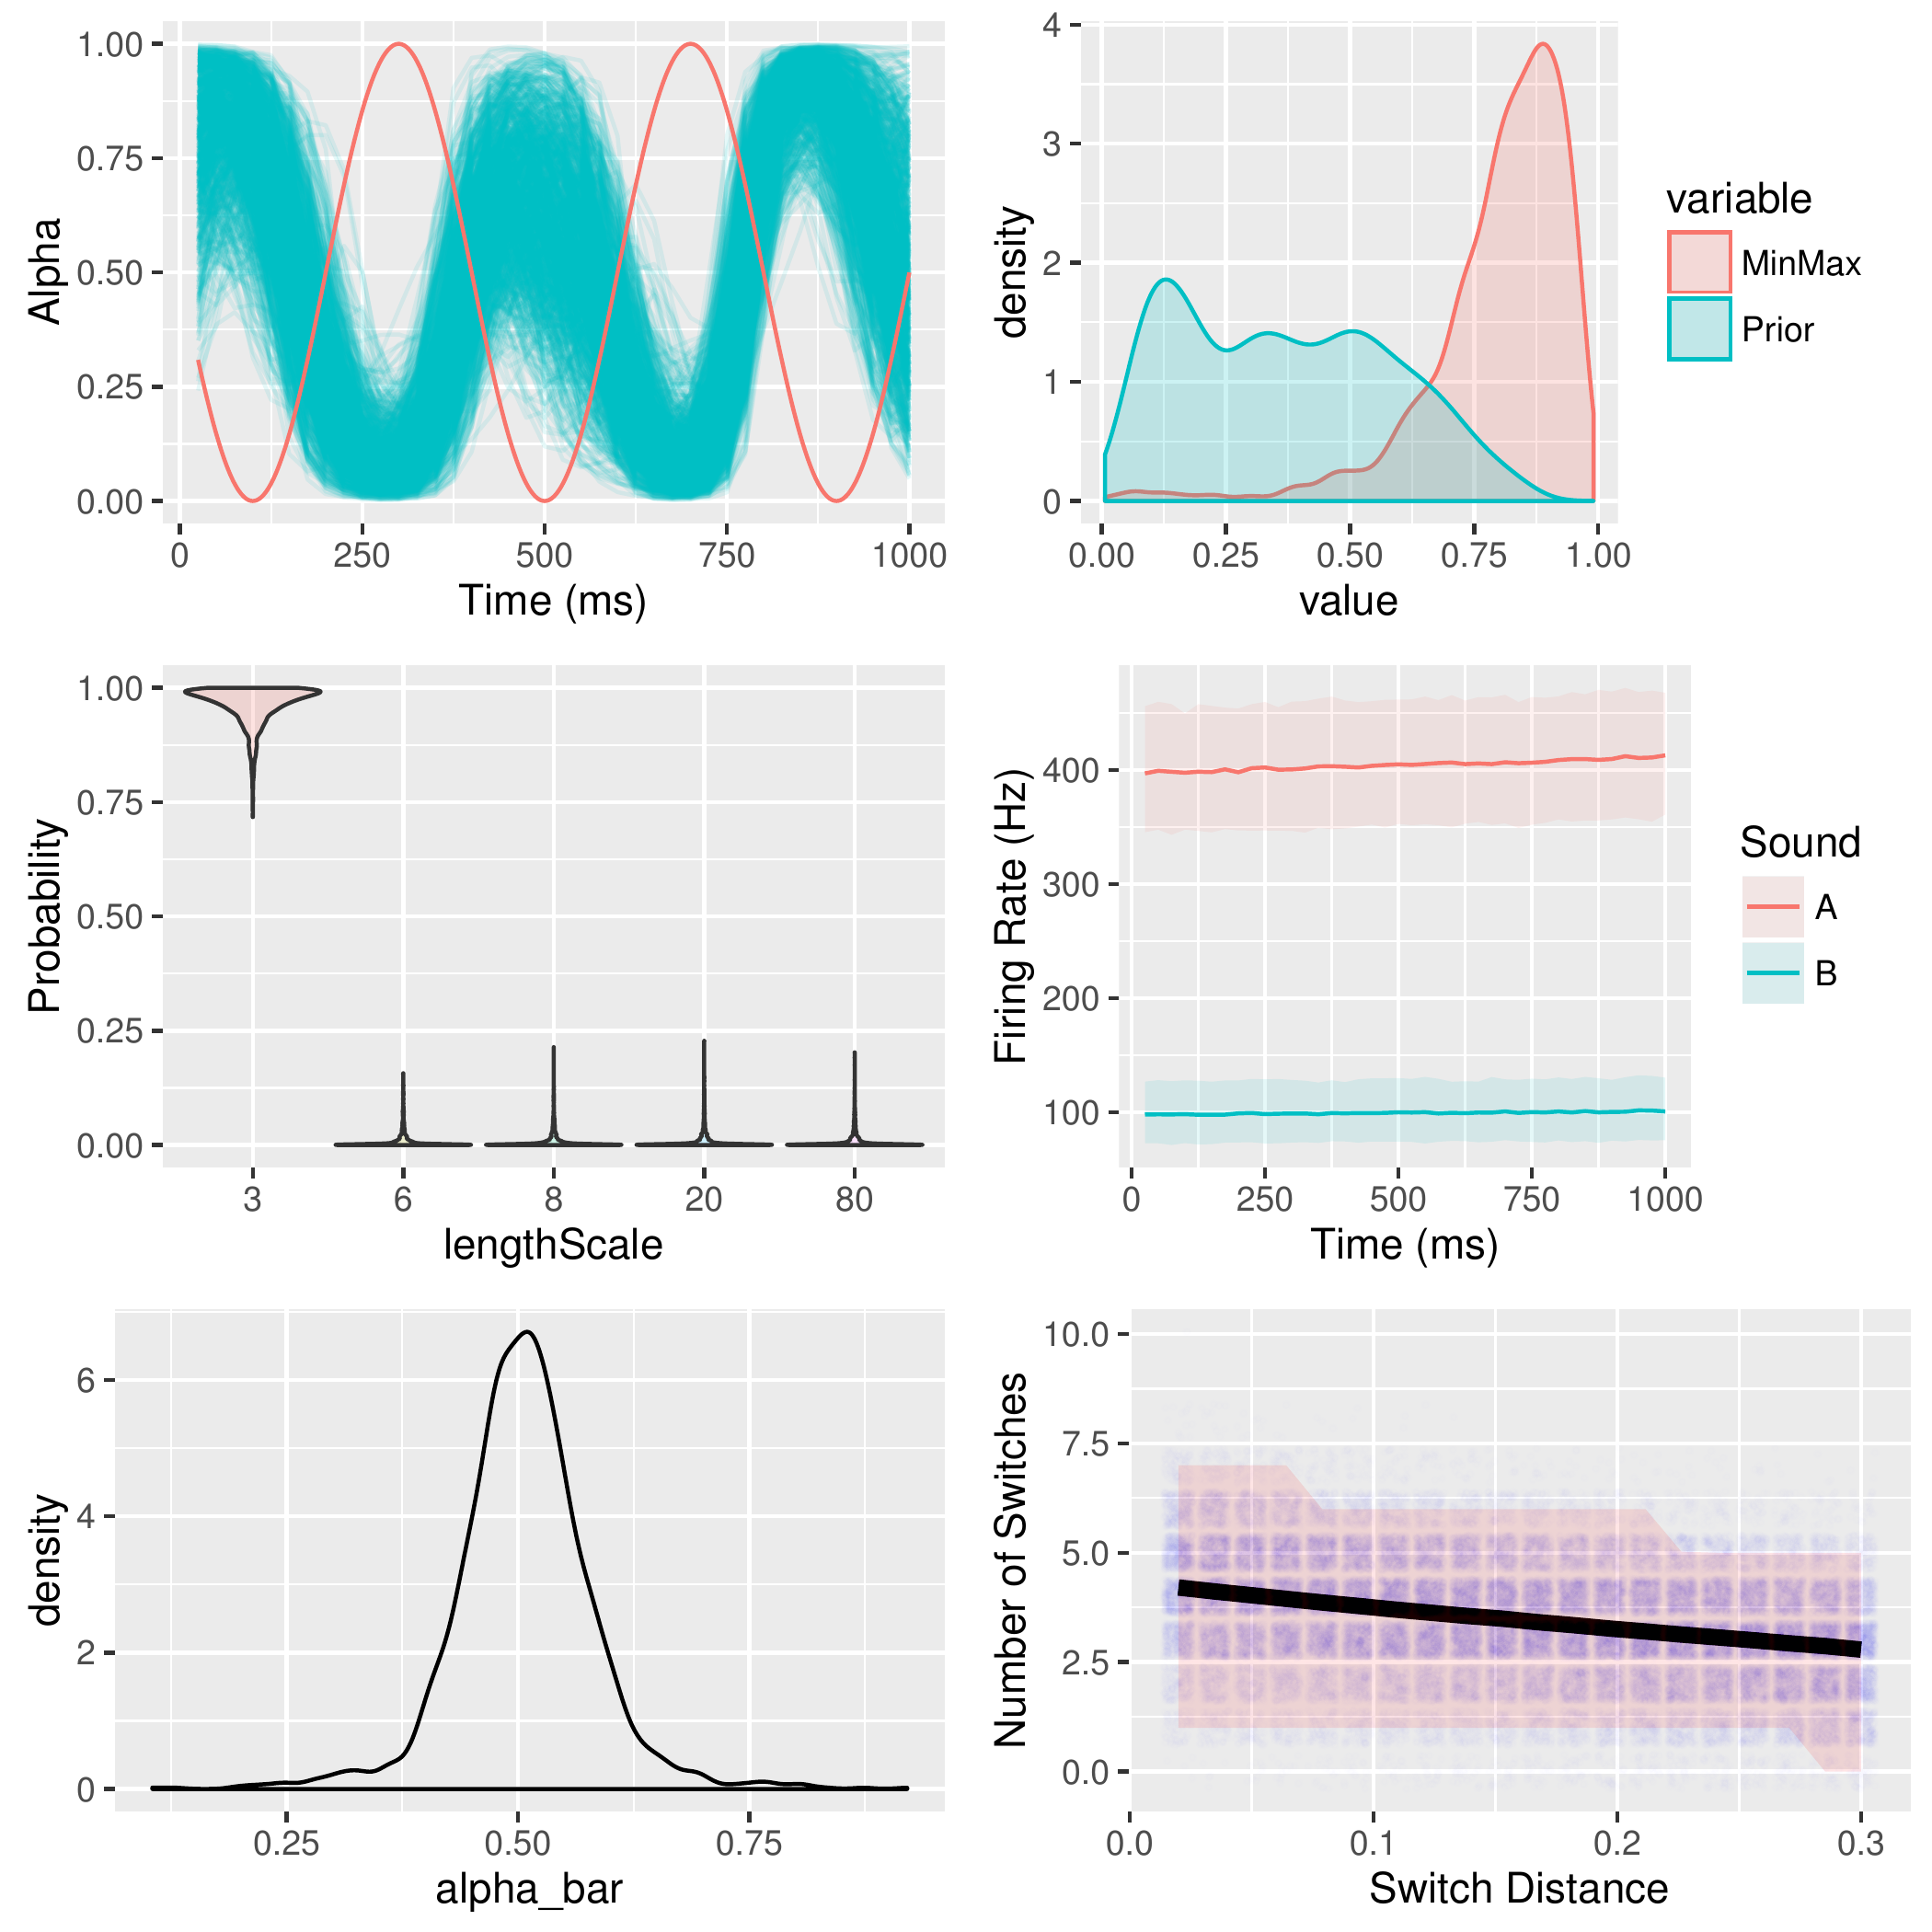 1.00
0.75
0.50
0.25
0.00
Alpha
0 250 500 750 1000
Time (ms)
4
3
2
1
0
density
0.00 0.25 0.50 0.75 1.00
value
variable
MinMax
Prior
1.00
0.75
0.50
0.25
0.00
Probability
3 6 8 20 80
lengthScale
400
300
200
100
Firing Rate (Hz)
0 250 500 750 1000
Time (ms)
Sound
A
B
6
4
2
0
density
0.25 0.50 0.75
alpha_bar
10.0
7.5
5.0
2.5
0.0
Number of Switches
0.0 0.1 0.2 0.3
Switch Distance